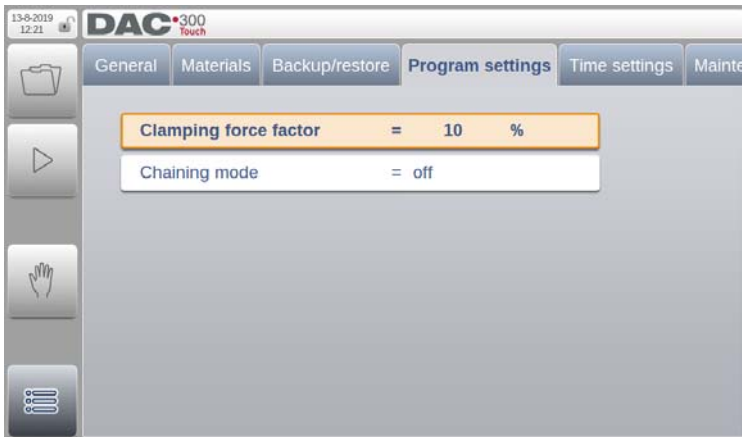 13-8-2019
12:21
DAC•300
Touch
General Materials Backup/restore Program settings Time settings Mainte
Clamping force factor = 10 %
Chaining mode = off